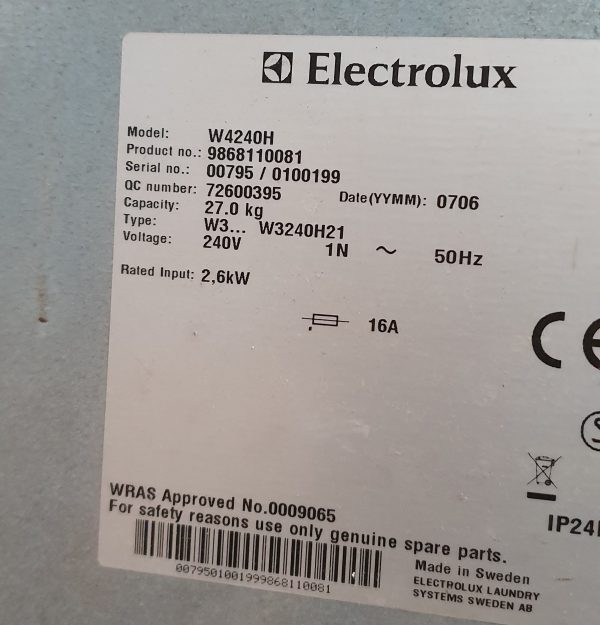 Electrolux
Model: W4240H
Product no.: 9868110081
Serial no.: 00795 / 0100199
QC number: 72600395 Date(YYMM): 0706
Capacity: 27.0 kg
Type: W3... W3240H21
Voltage: 240V 1N ~ 50Hz
Rated Input: 2,6kW
16A
CE
IP24
WRAS Approved No.0009065
For safety reasons use only genuine spare parts.
00795010019998​68110081
Made in Sweden
ELECTROLUX LAUNDRY
SYSTEMS SWEDEN AB